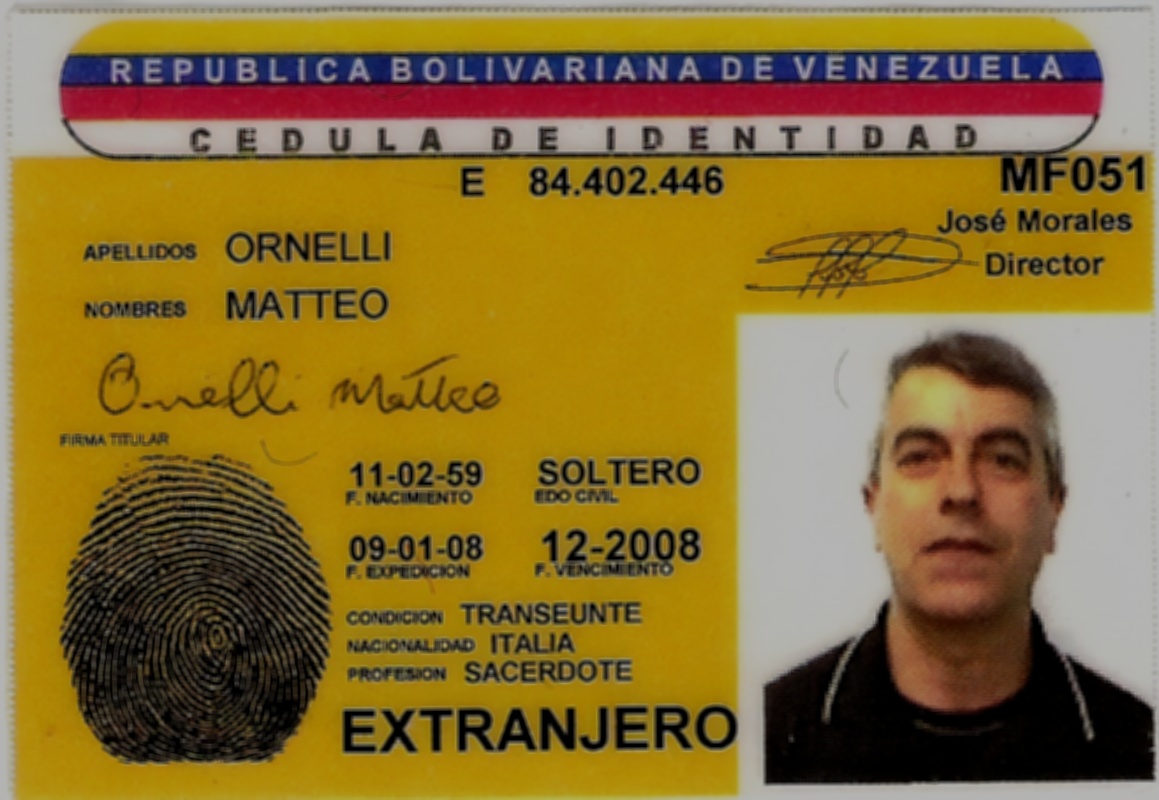 REPUBLICA BOLIVARIANA DE VENEZUELA
CEDULA DE IDENTIDAD
E 84.402.446
MF051
José Morales
Director
APELLIDOS ORNELLI
NOMBRES MATTEO
Ornelli Matteo
FIRMA TITULAR
11-02-59 SOLTERO
F. NACIMIENTO EDO CIVIL
09-01-08 12-2008
F. EXPEDICION F. VENCIMIENTO
CONDICION TRANSEUNTE
NACIONALIDAD ITALIA
PROFESION SACERDOTE
EXTRANJERO